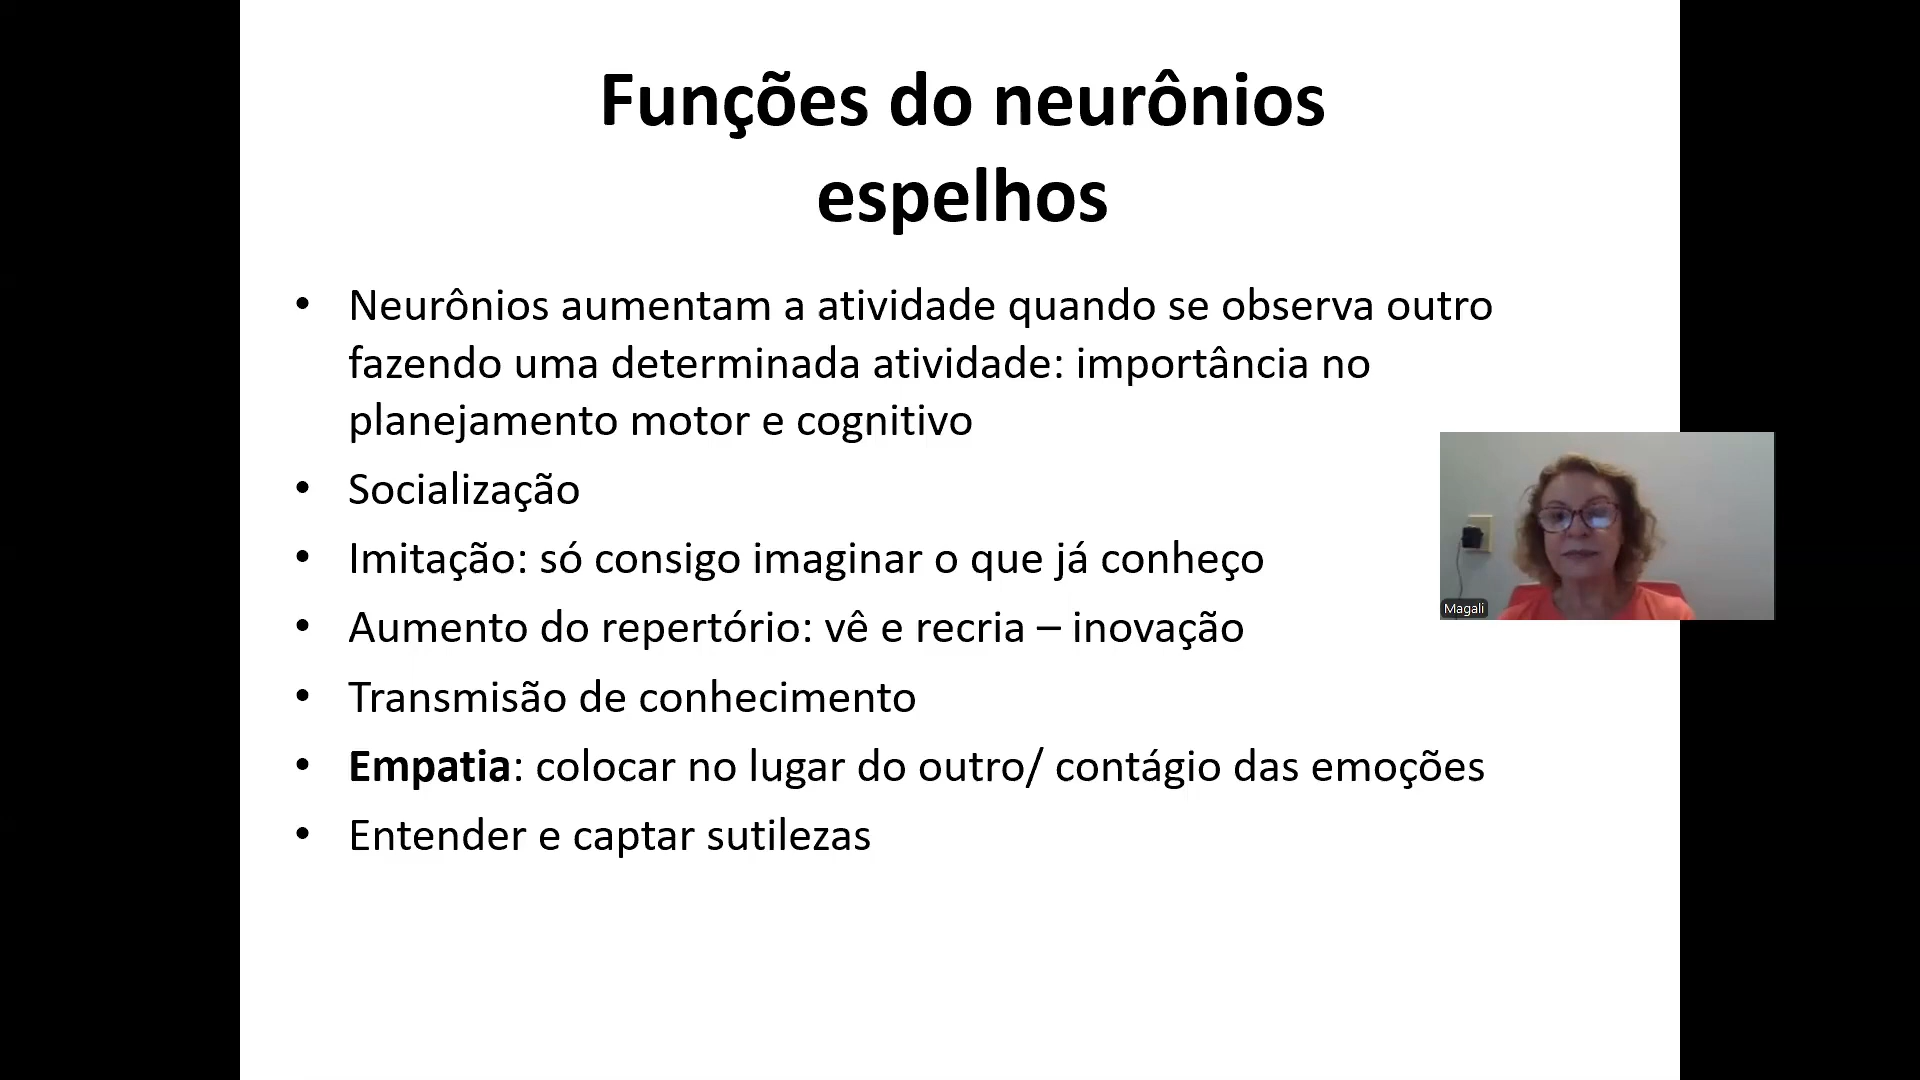 Funções do neurônios
espelhos
• Neurônios aumentam a atividade quando se observa outro
fazendo uma determinada atividade: importância no
planejamento motor e cognitivo
• Socialização
• Imitação: só consigo imaginar o que já conheço
• Aumento do repertório: vê e recria – inovação
• Transmisão de conhecimento
• Empatia: colocar no lugar do outro/ contágio das emoções
• Entender e captar sutilezas
Magali